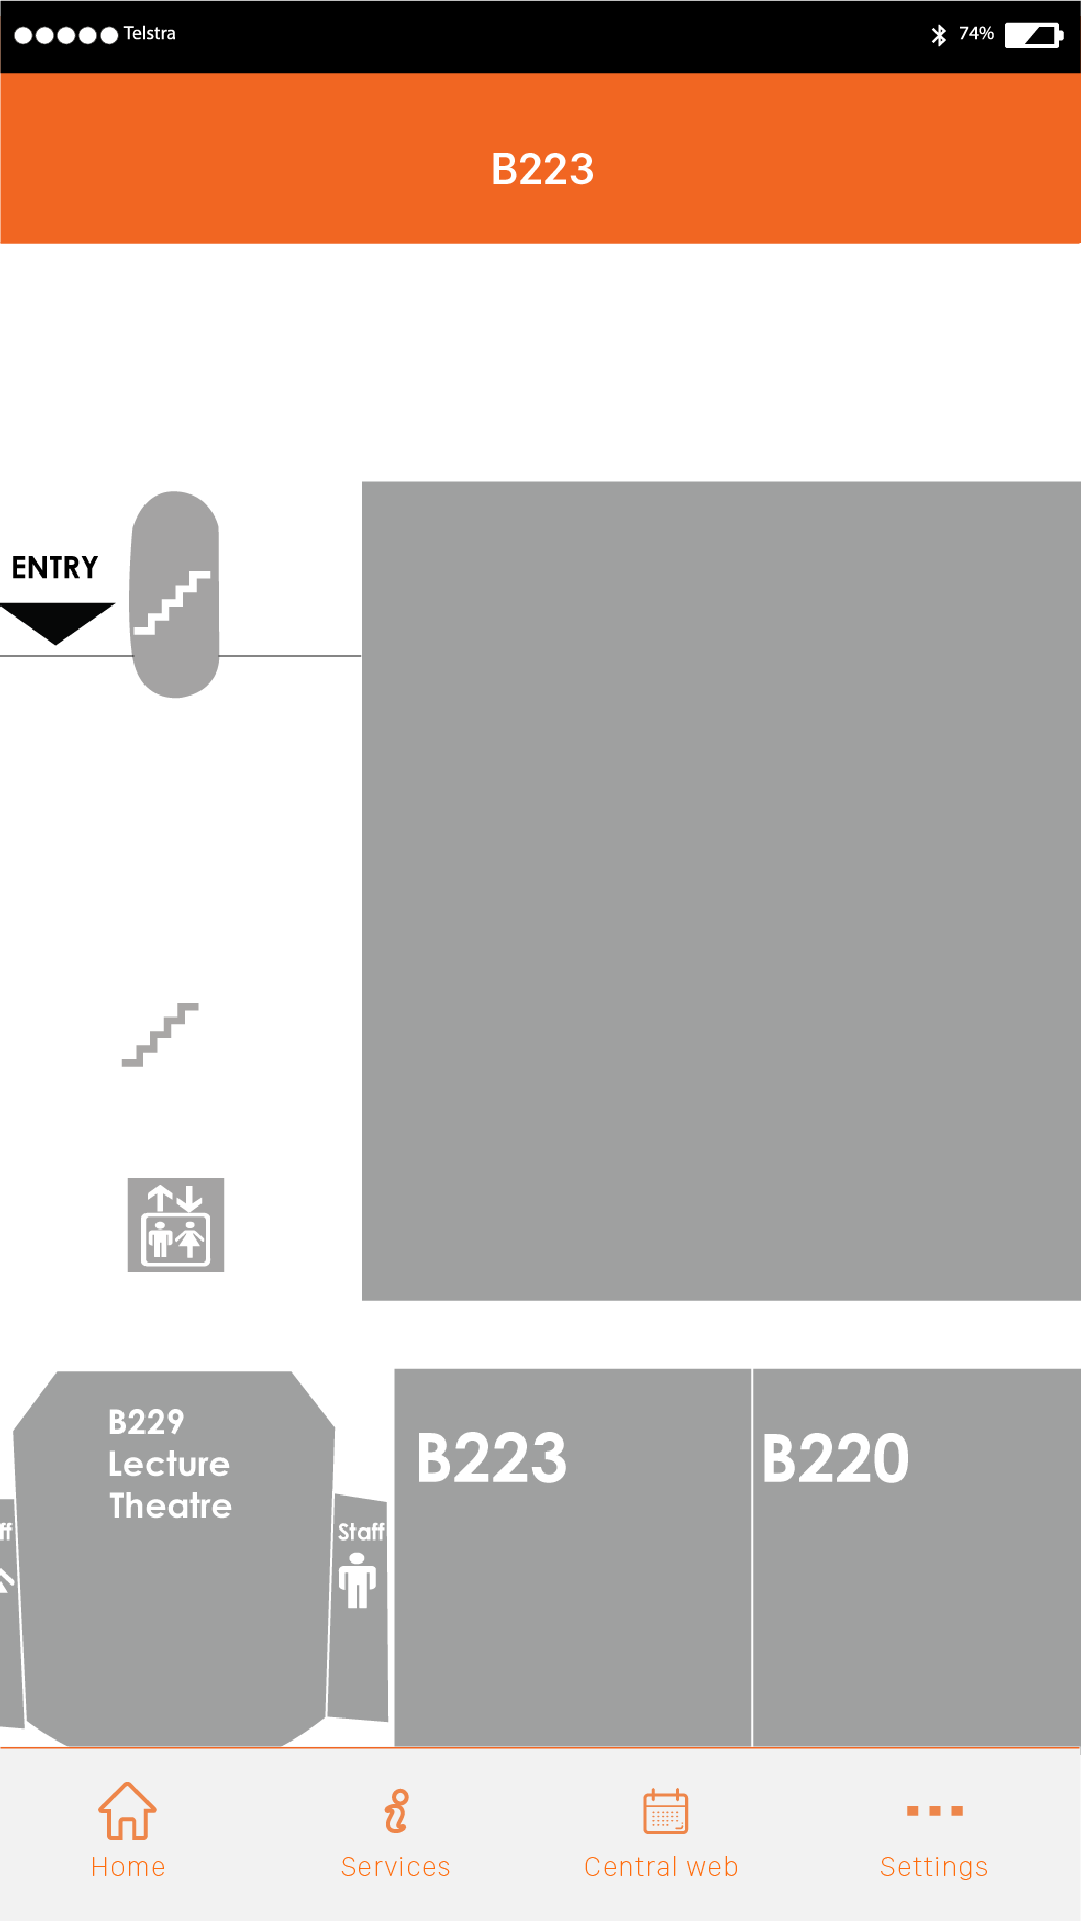 Telstra
74%
B223
ENTRY
B229
Lecture
Theatre
B223
B220
ff
Staff
Home
Services
Central web
Settings